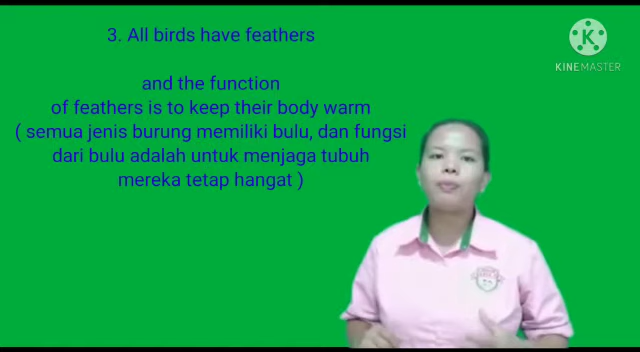 3. All birds have feathers
and the function
of feathers is to keep their body warm
( semua jenis burung memiliki bulu, dan fungsi
dari bulu adalah untuk menjaga tubuh
mereka tetap hangat )
K
KINEMASTER